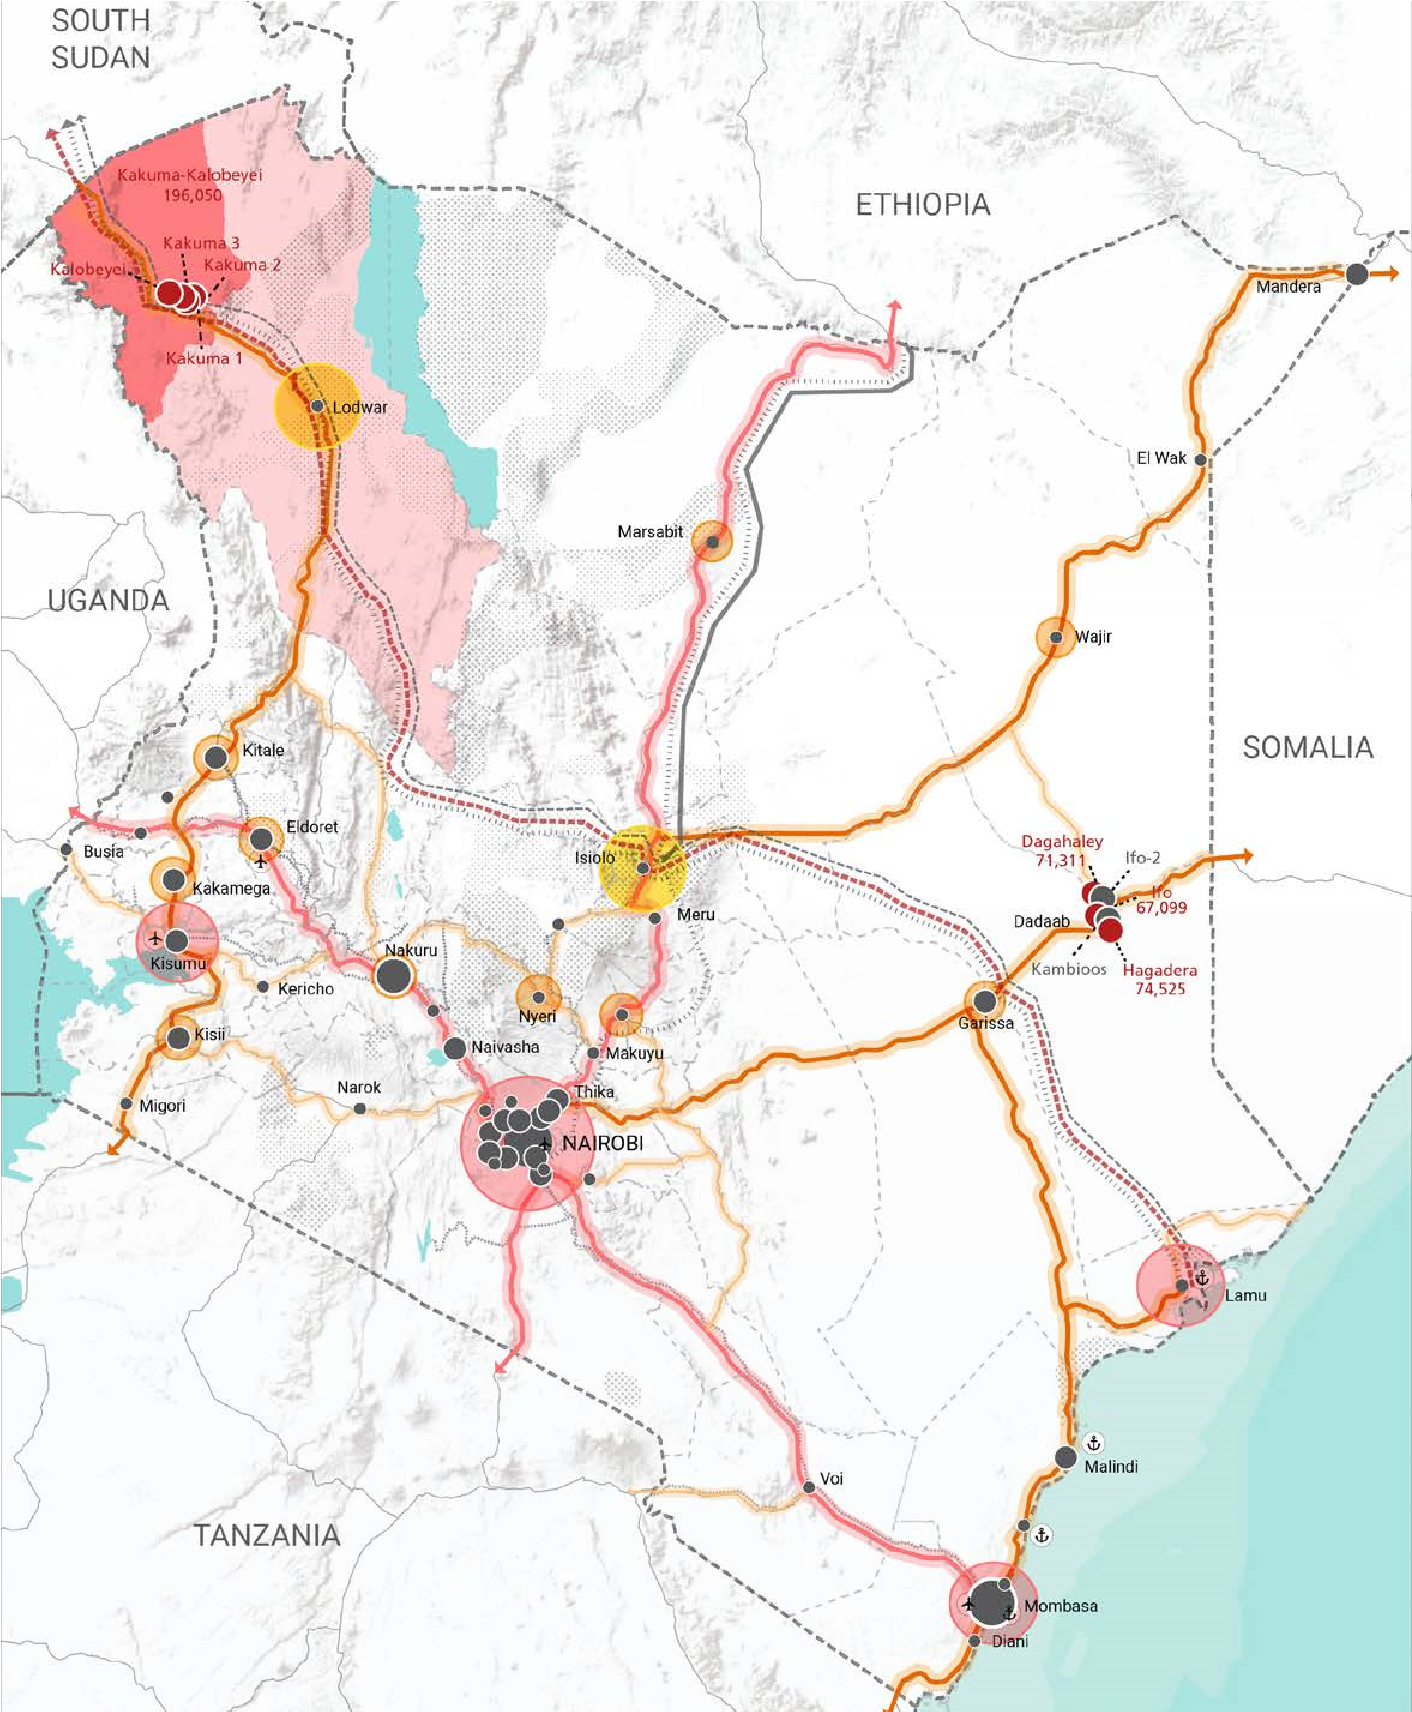 SOUTH
SUDAN
Kakuma-Kalobeyei
196,050
ETHIOPIA
Kakuma 3
Kalobeyei
Kakuma 2
Mandera
Kakuma 1
Lodwar
El Wak
Marsabit
UGANDA
Wajir
Kitale
SOMALIA
Eldoret
Busia
Dagahaley
71,311
Ifo-2
Isiolo
Kakamega
Ifo
67,099
Meru
Dadaab
Nakuru
Kisumu
Kambioos
Hagadera
74,525
Kericho
Nyeri
Garissa
Kisii
Naivasha
Makuyu
Narok
Thika
Migori
NAIROBI
Lamu
Malindi
Voi
TANZANIA
Mombasa
Diani